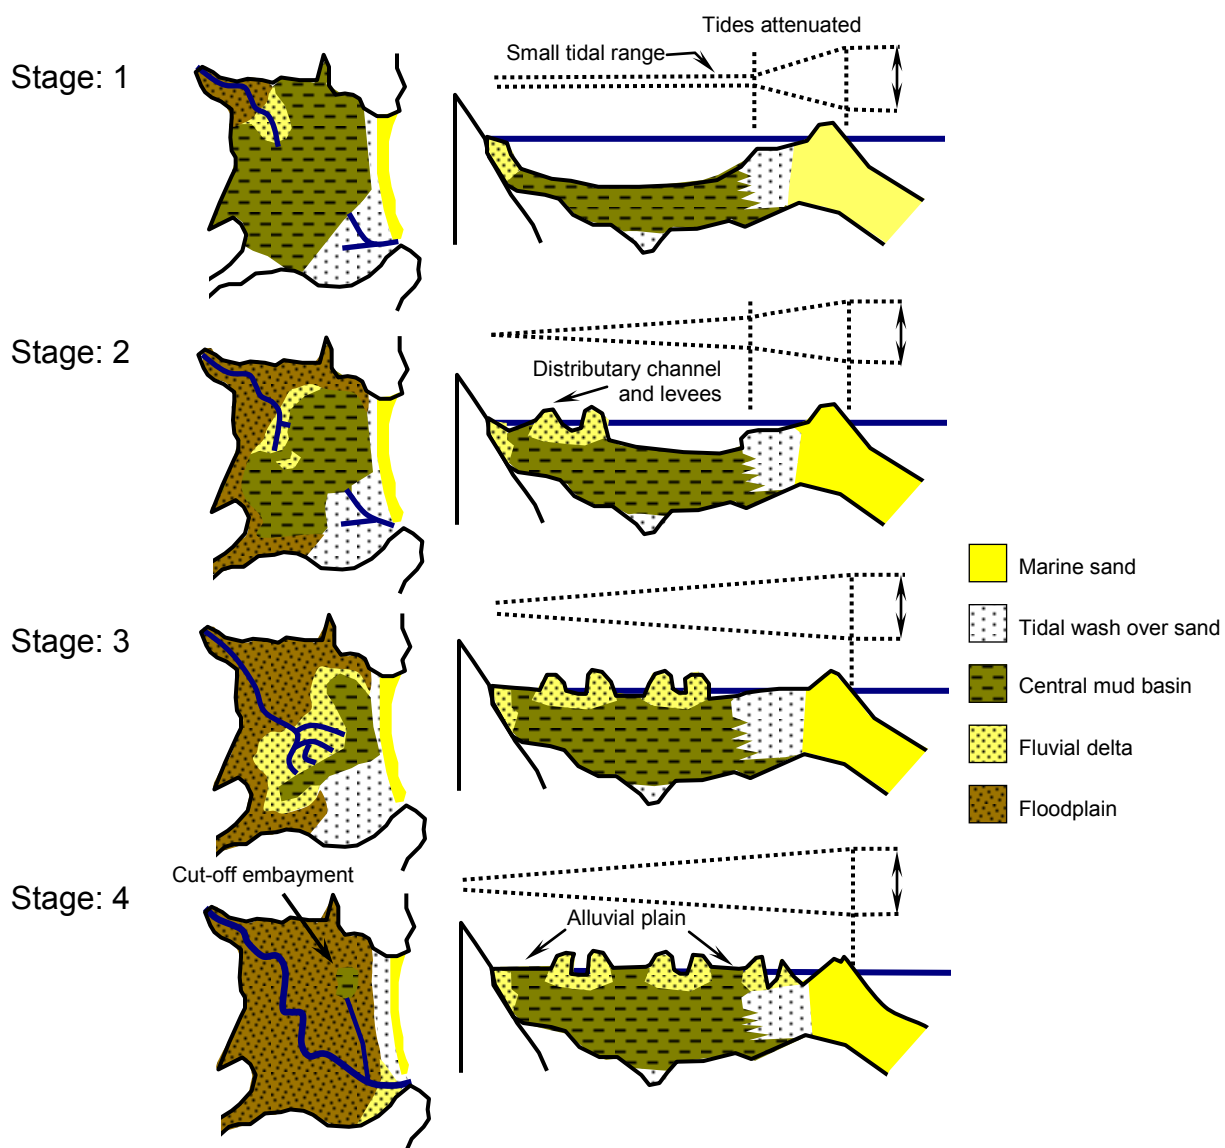 Tides attenuated
Small tidal range
Stage: 1
Stage: 2
Distributary channel
and levees
Marine sand
Tidal wash over sand
Stage: 3
Central mud basin
Fluvial delta
Floodplain
Cut-off embayment
Stage: 4
Alluvial plain